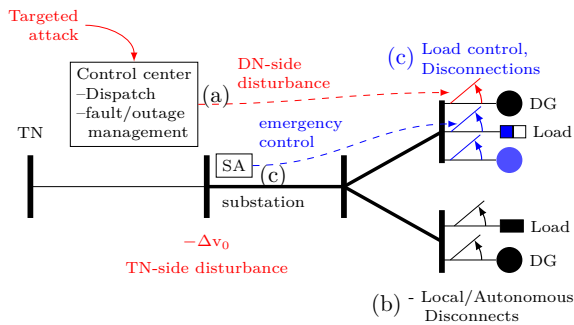 Targeted
attack
Control center
–Dispatch
–fault/outage
management
(a)
DN-side
disturbance
(c) Load control,
Disconnections
DG
Load
emergency
control
TN
SA
(c)
substation
−Δv₀
TN-side disturbance
Load
DG
(b) - Local/Autonomous
Disconnects